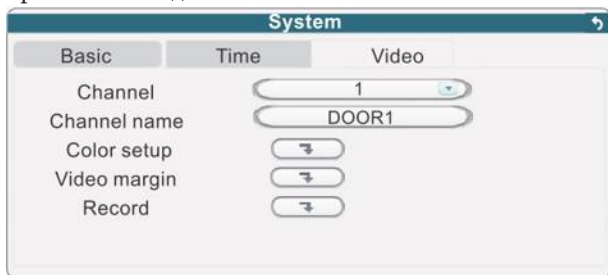 System
Basic Time Video
Channel 1
Channel name DOOR1
Color setup
Video margin
Record